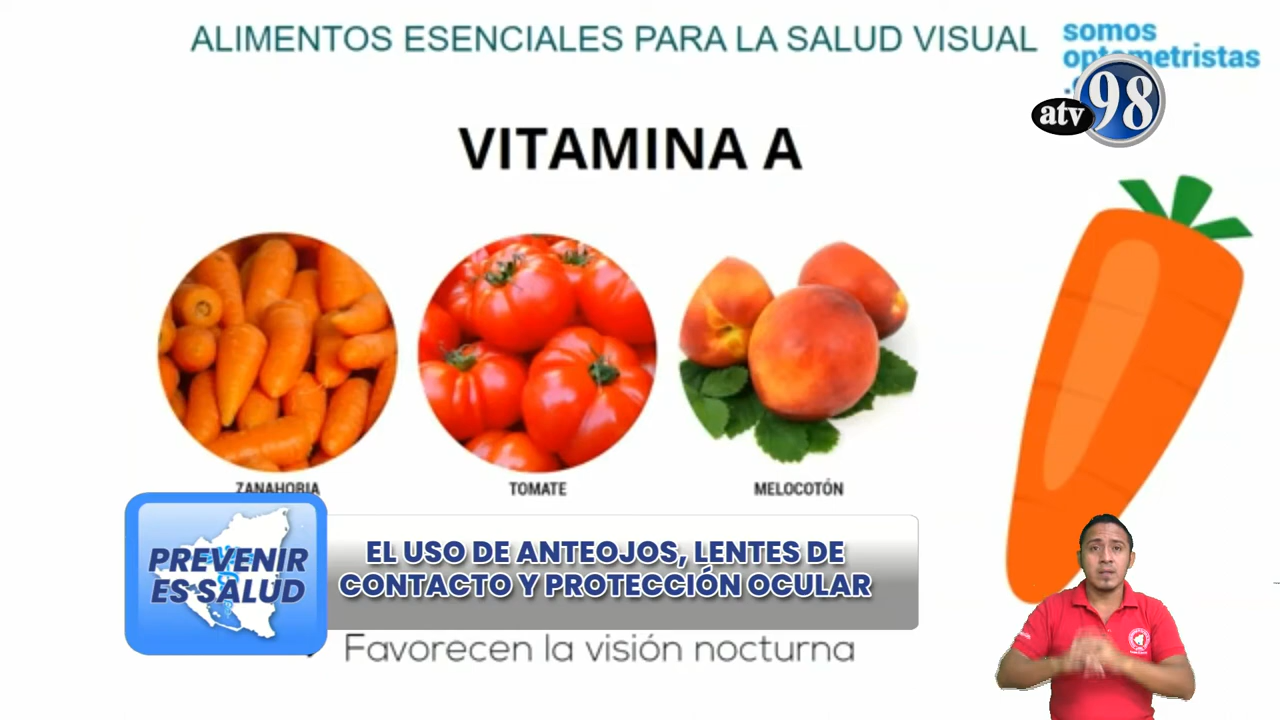 ALIMENTOS ESENCIALES PARA LA SALUD VISUAL
somos
optometristas
atv 98
VITAMINA A
ZANAHORIA
TOMATE
MELOCOTÓN
PREVENIR
ES SALUD
EL USO DE ANTEOJOS, LENTES DE
CONTACTO Y PROTECCIÓN OCULAR
Favorecen la visión nocturna